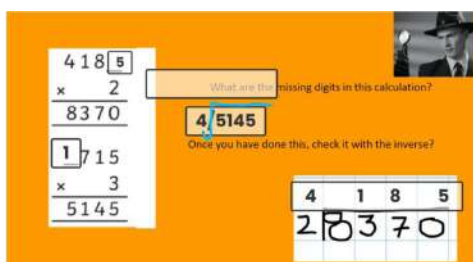 418 5
× 2
8370
What are the missing digits in this calculation?
4 5145
1 715
× 3
5145
Once you have done this, check it with the inverse?
4 1 8 5
2 8 3 7 0